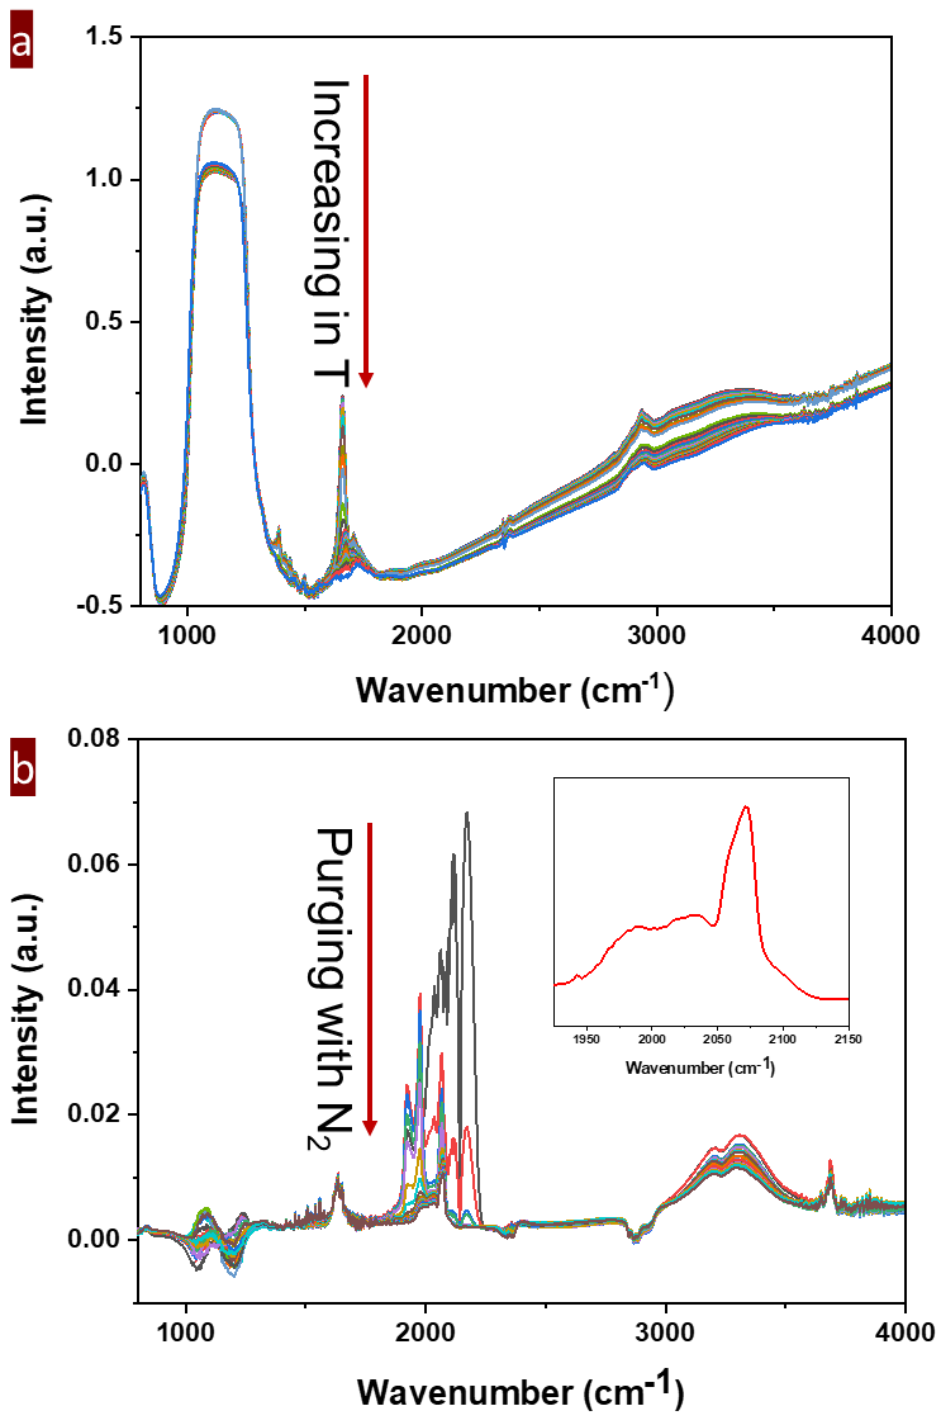 a
1.5
1.0
0.5
0.0
-0.5
Intensity (a.u.)
Increasing in T
1000 2000 3000 4000
Wavenumber (cm-1)
b
0.08
0.06
0.04
0.02
0.00
Intensity (a.u.)
Purging with N2
1950 2000 2050 2100 2150
Wavenumber (cm-1)
1000 2000 3000 4000
Wavenumber (cm-1)